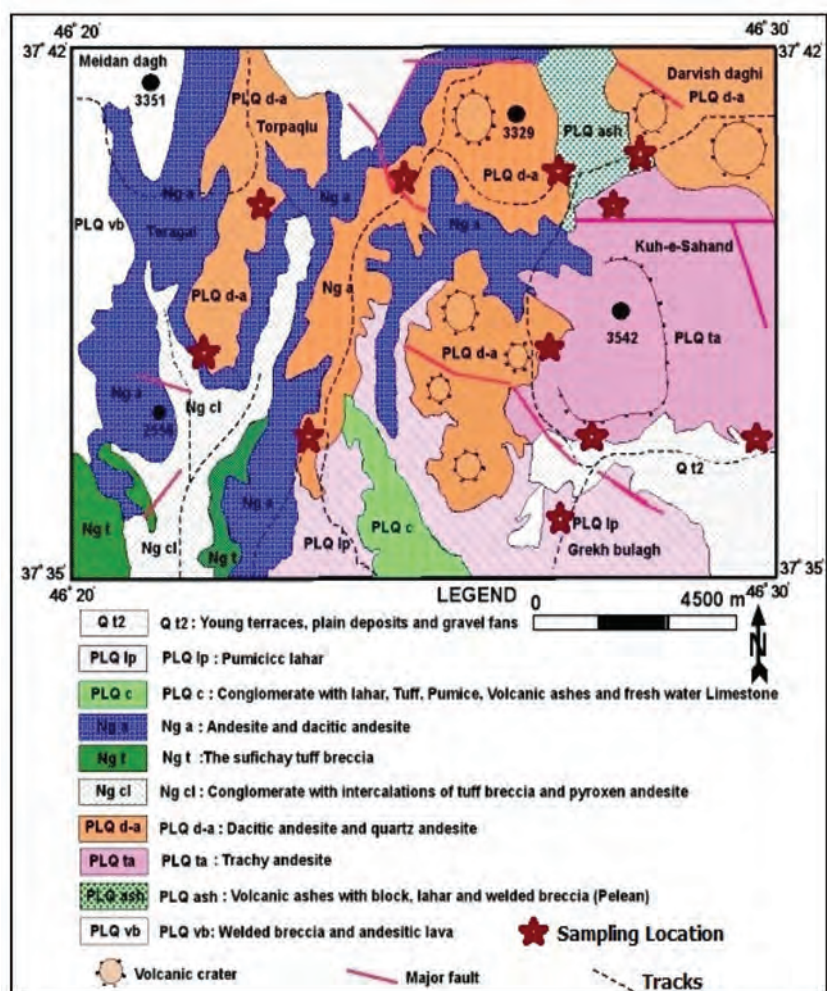 46° 20'
46° 30'
37° 42'
37° 42'
Meidan dagh
3351
PLQ d-a
Torpaqlu
3329
PLQ ash
Darvish daghi
PLQ d-a
PLQ d-a
Ng a
Ng a
Ng a
PLQ vb
Teragai
Kuh-e-Sahand
PLQ d-a
Ng a
3542
PLQ ta
PLQ d-a
Ng a
Ng cl
Q t2
Ng a
Ng t
Ng cl
Ng t
PLQ lp
PLQ c
PLQ lp
Grekh bulagh
37° 35'
37° 35'
46° 20'
46° 30'
LEGEND
0 4500 m
N
Q t2 Q t2 : Young terraces, plain deposits and gravel fans
PLQ lp PLQ lp : Pumicicc lahar
PLQ c PLQ c : Conglomerate with lahar, Tuff, Pumice, Volcanic ashes and fresh water Limestone
Ng a Ng a : Andesite and dacitic andesite
Ng t Ng t :The sufichay tuff breccia
Ng cl Ng cl : Conglomerate with intercalations of tuff breccia and pyroxen andesite
PLQ d-a PLQ d-a : Dacitic andesite and quartz andesite
PLQ ta PLQ ta : Trachy andesite
PLQ ash PLQ ash : Volcanic ashes with block, lahar and welded breccia (Pelean)
PLQ vb PLQ vb: Welded breccia and andesitic lava
Sampling Location
Volcanic crater
Major fault
Tracks